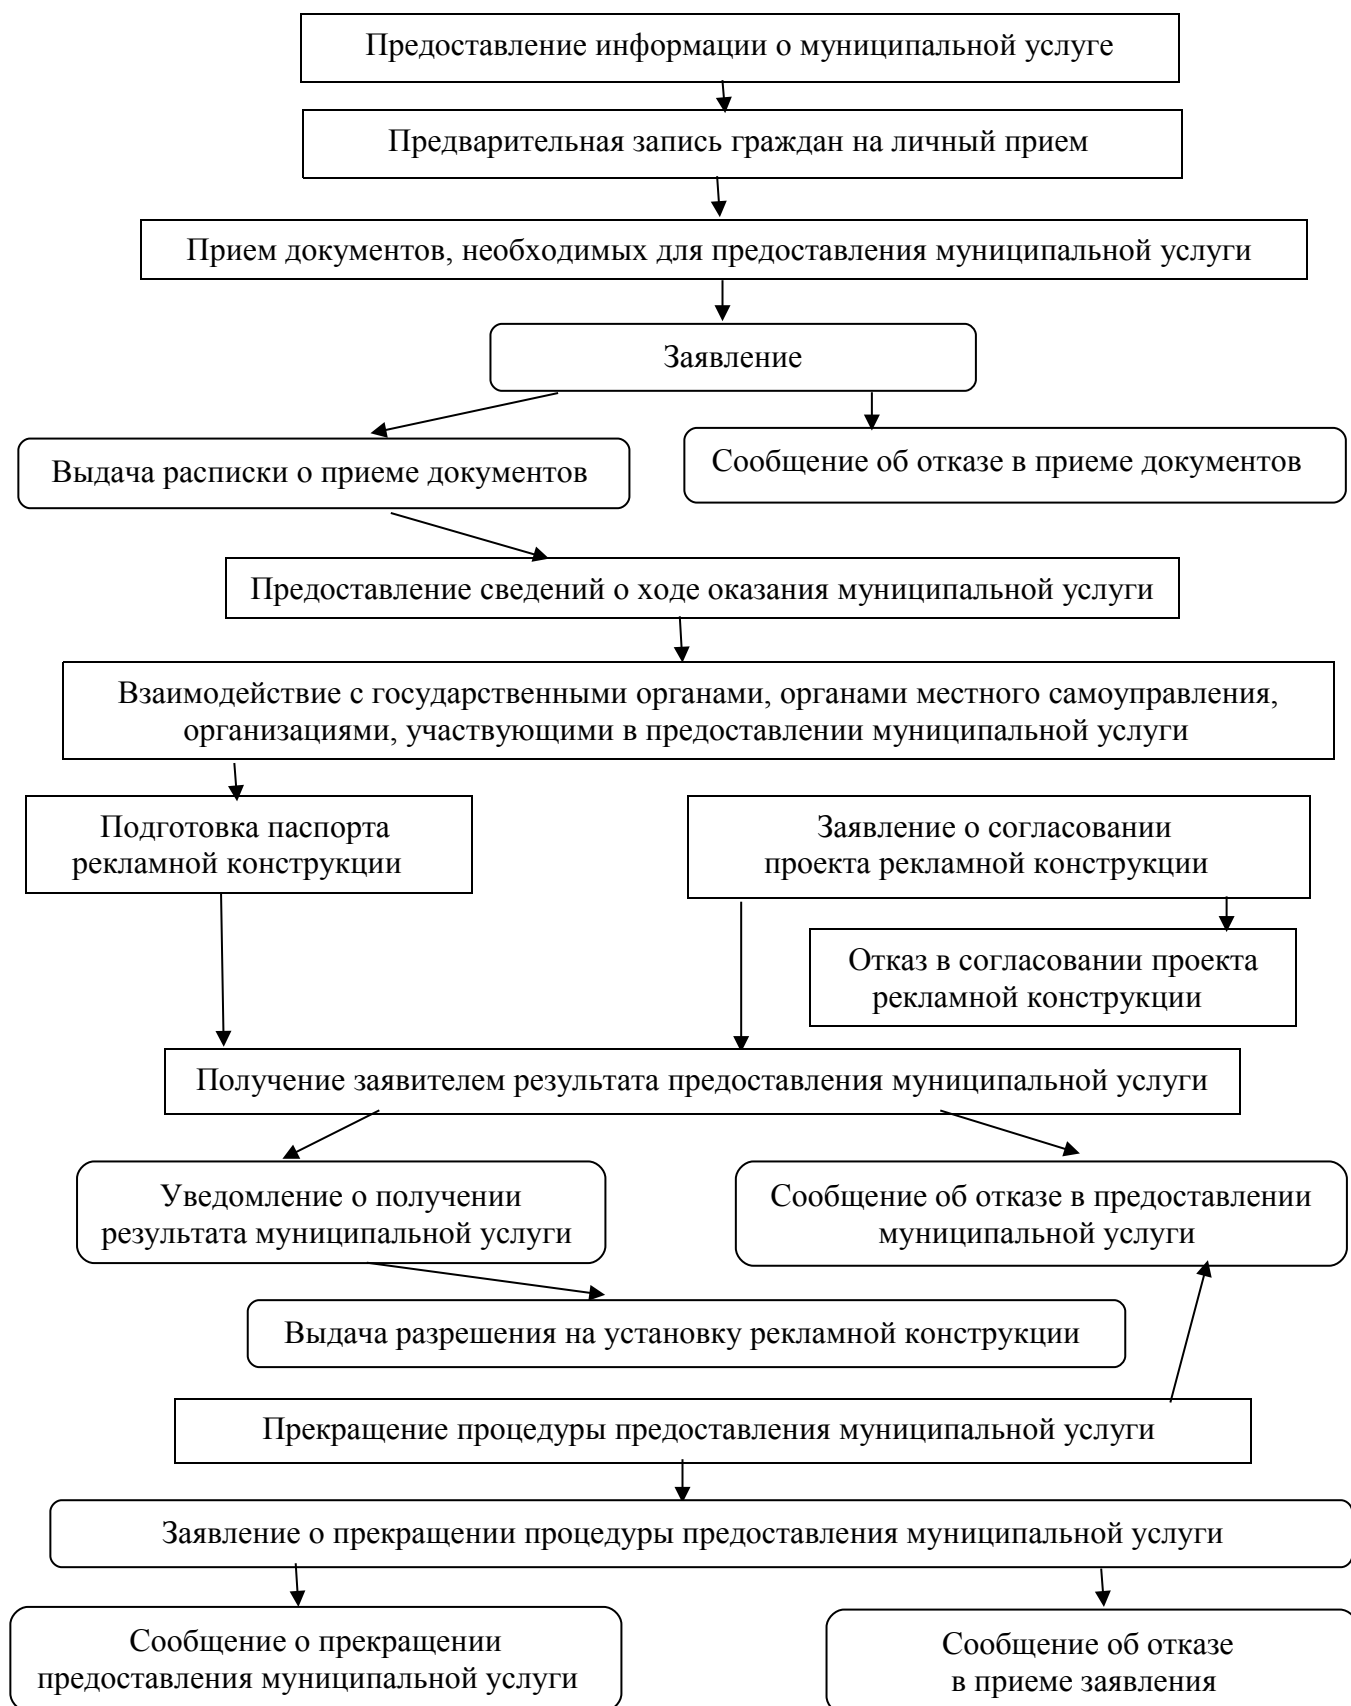 Предоставление информации о муниципальной услуге
Предварительная запись граждан на личный прием
Прием документов, необходимых для предоставления муниципальной услуги
Заявление
Выдача расписки о приеме документов
Сообщение об отказе в приеме документов
Предоставление сведений о ходе оказания муниципальной услуги
Взаимодействие с государственными органами, органами местного самоуправления,
организациями, участвующими в предоставлении муниципальной услуги
Подготовка паспорта
рекламной конструкции
Заявление о согласовании
проекта рекламной конструкции
Отказ в согласовании проекта
рекламной конструкции
Получение заявителем результата предоставления муниципальной услуги
Уведомление о получении
результата муниципальной услуги
Сообщение об отказе в предоставлении
муниципальной услуги
Выдача разрешения на установку рекламной конструкции
Прекращение процедуры предоставления муниципальной услуги
Заявление о прекращении процедуры предоставления муниципальной услуги
Сообщение о прекращении
предоставления муниципальной услуги
Сообщение об отказе
в приеме заявления